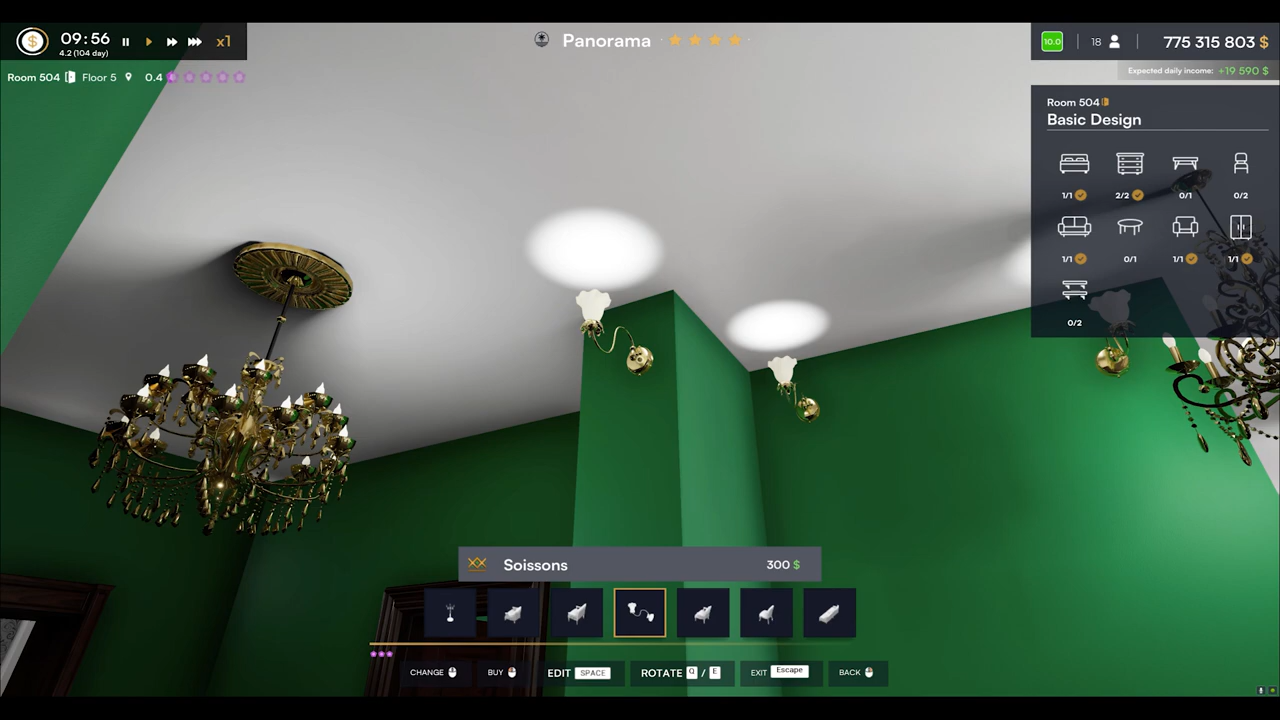 09:56
4.2 (104 day)
x1
Panorama
10.0
18
775 315 803 $
Expected daily income: +19 590 $
Room 504
Floor 5
0.4
Room 504
Basic Design
1/1
2/2
0/1
0/2
1/1
0/1
1/1
1/1
0/2
Soissons
300 $
CHANGE
BUY
EDIT SPACE
ROTATE Q / E
EXIT Escape
BACK